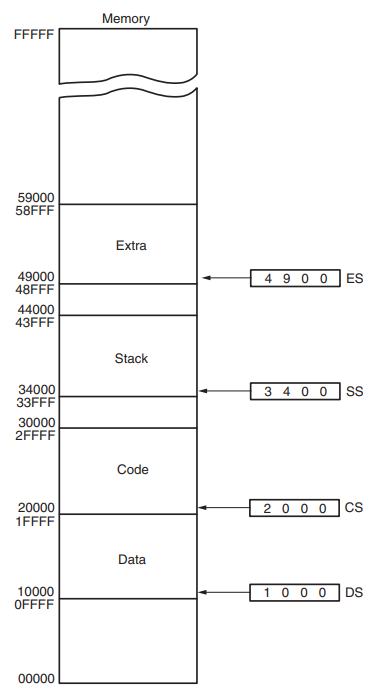 Memory
FFFFF
59000
58FFF
Extra
49000
48FFF
4 9 0 0 ES
44000
43FFF
Stack
34000
33FFF
3 4 0 0 SS
30000
2FFFF
Code
20000
1FFFF
2 0 0 0 CS
Data
10000
0FFFF
1 0 0 0 DS
00000